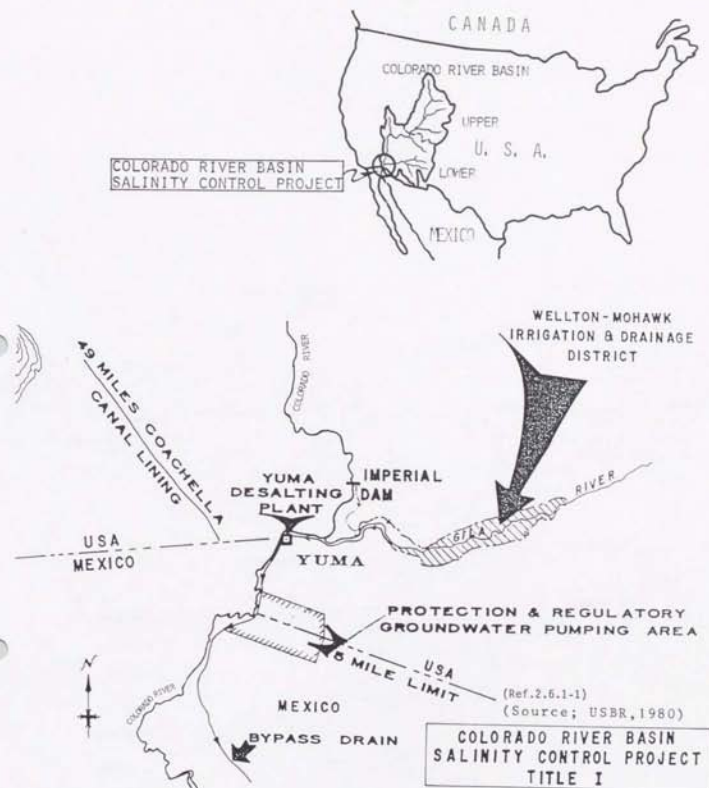 CANADA
COLORADO RIVER BASIN
UPPER
U. S. A.
COLORADO RIVER BASIN
SALINITY CONTROL PROJECT
LOWER
MEXICO
WELLTON-MOHAWK
IRRIGATION & DRAINAGE
DISTRICT
49 MILES COACHELLA
CANAL LINING
COLORADO RIVER
YUMA
DESALTING
PLANT
IMPERIAL
DAM
GILA
RIVER
USA
MEXICO
YUMA
PROTECTION & REGULATORY
GROUNDWATER PUMPING AREA
5 MILE LIMIT
USA
N
MEXICO
COLORADO RIVER
BYPASS DRAIN
(Ref.2.6.1-1)
(Source; USBR,1980)
COLORADO RIVER BASIN
SALINITY CONTROL PROJECT
TITLE I